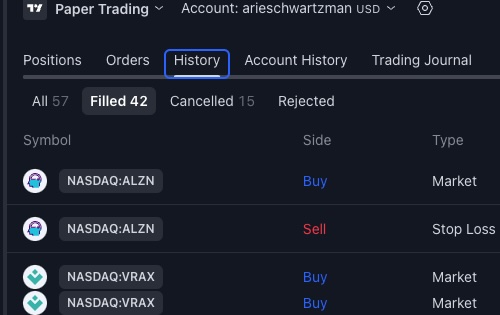 Paper Trading Account: arieschwartzman USD
Positions Orders History Account History Trading Journal
All 57 Filled 42 Cancelled 15 Rejected
Symbol Side Type
NASDAQ:ALZN Buy Market
NASDAQ:ALZN Sell Stop Loss
NASDAQ:VRAX Buy Market
NASDAQ:VRAX Buy Market